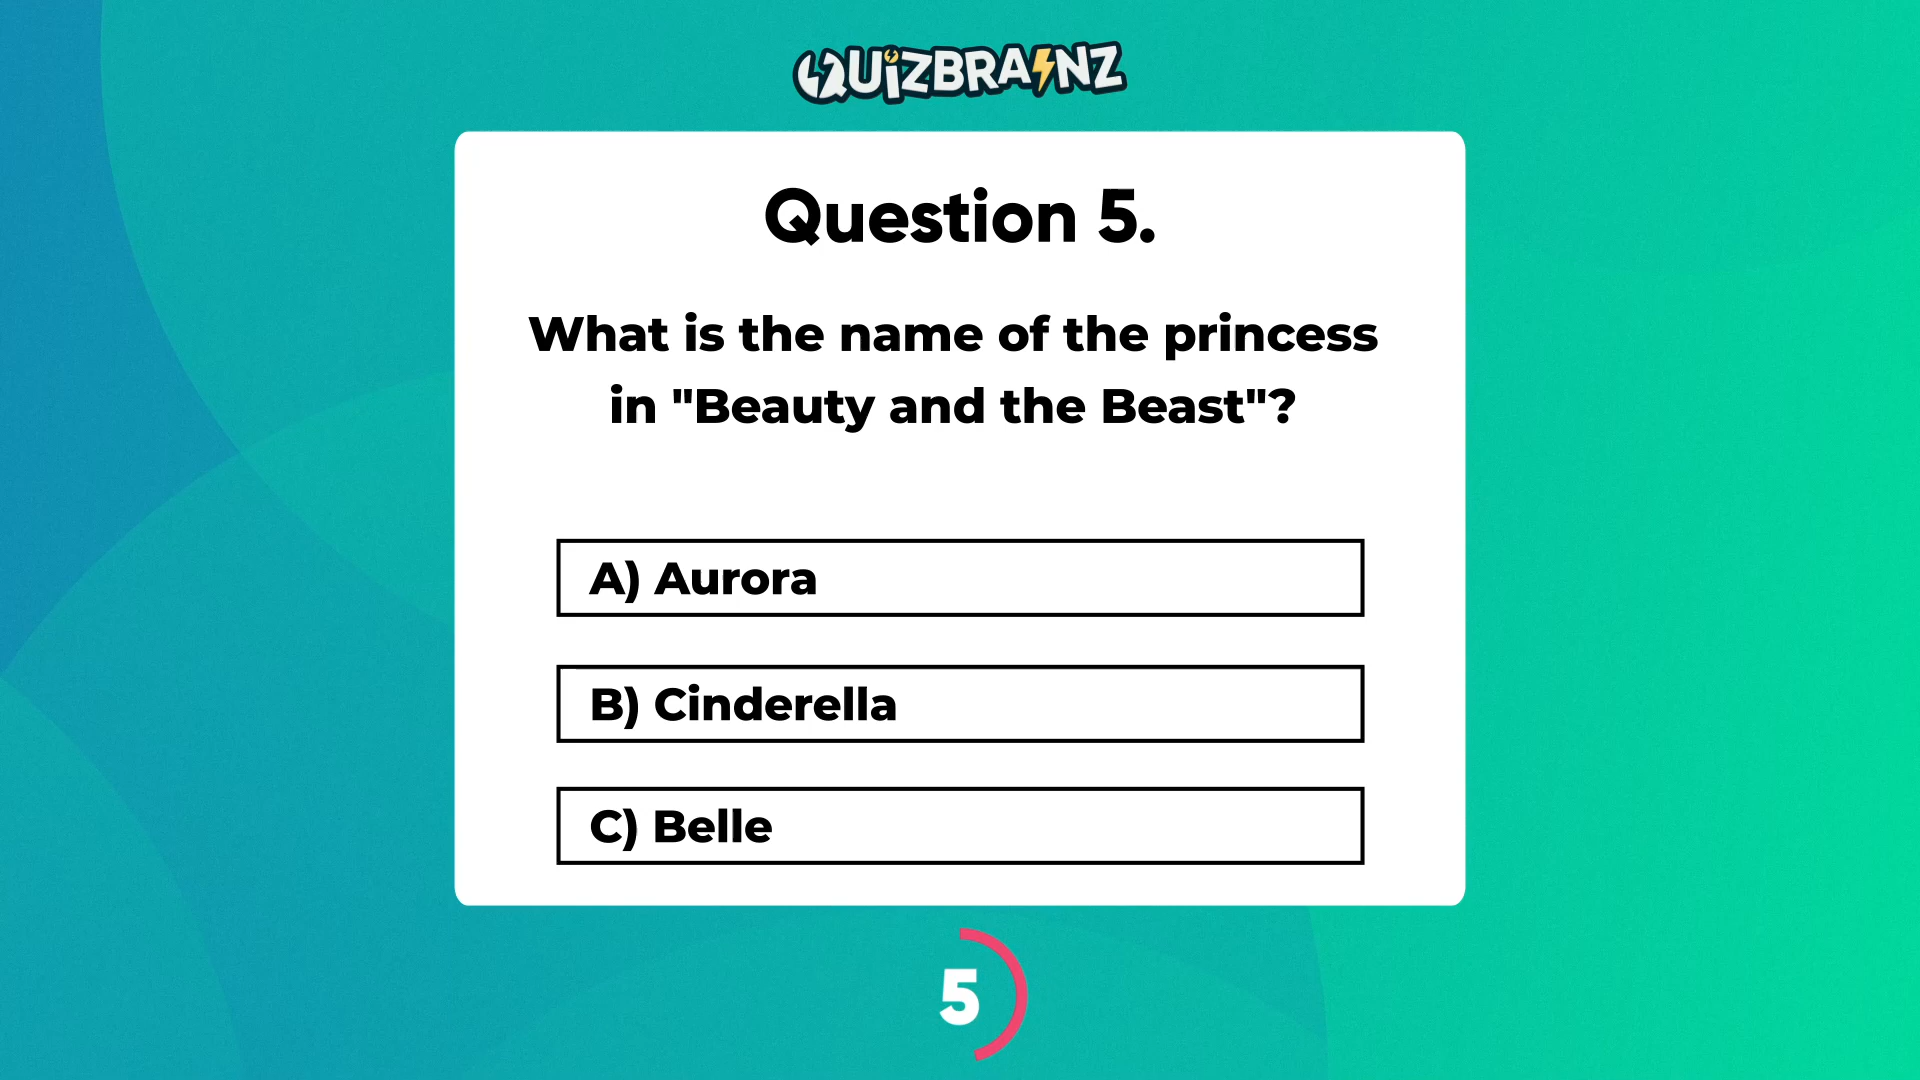 QUiZBRAINZ
Question 5.
What is the name of the princess
in "Beauty and the Beast"?
A) Aurora
B) Cinderella
C) Belle
5